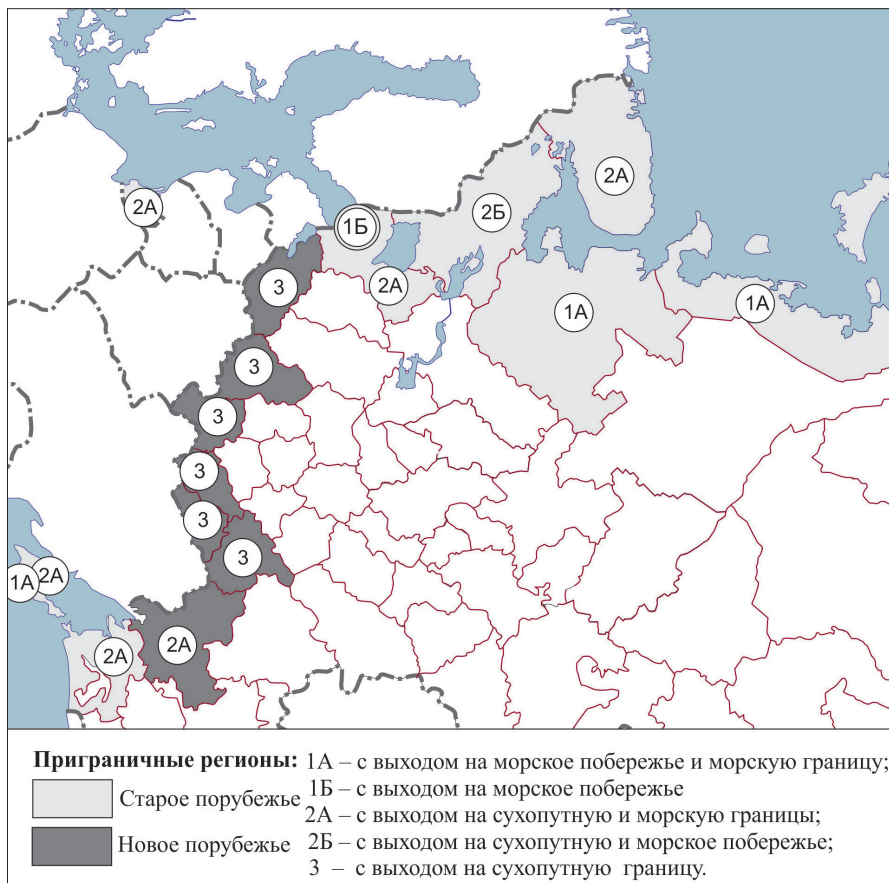 2А
2А
1Б
2Б
3
2А
1А
1А
3
3
3
3
3
1А
2А
2А
2А
Приграничные регионы:
Старое порубежье
Новое порубежье
1А – с выходом на морское побережье и морскую границу;
1Б – с выходом на морское побережье
2А – с выходом на сухопутную и морскую границы;
2Б – с выходом на сухопутную и морское побережье;
3 – с выходом на сухопутную границу.